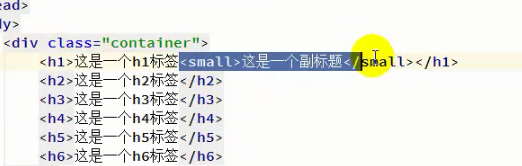 ead>
dy>
<div class="container">
<h1>这是一个h1标签<small>这是一个副标题</small></h1>
<h2>这是一个h2标签</h2>
<h3>这是一个h3标签</h3>
<h4>这是一个h4标签</h4>
<h5>这是一个h5标签</h5>
<h6>这是一个h6标签</h6>